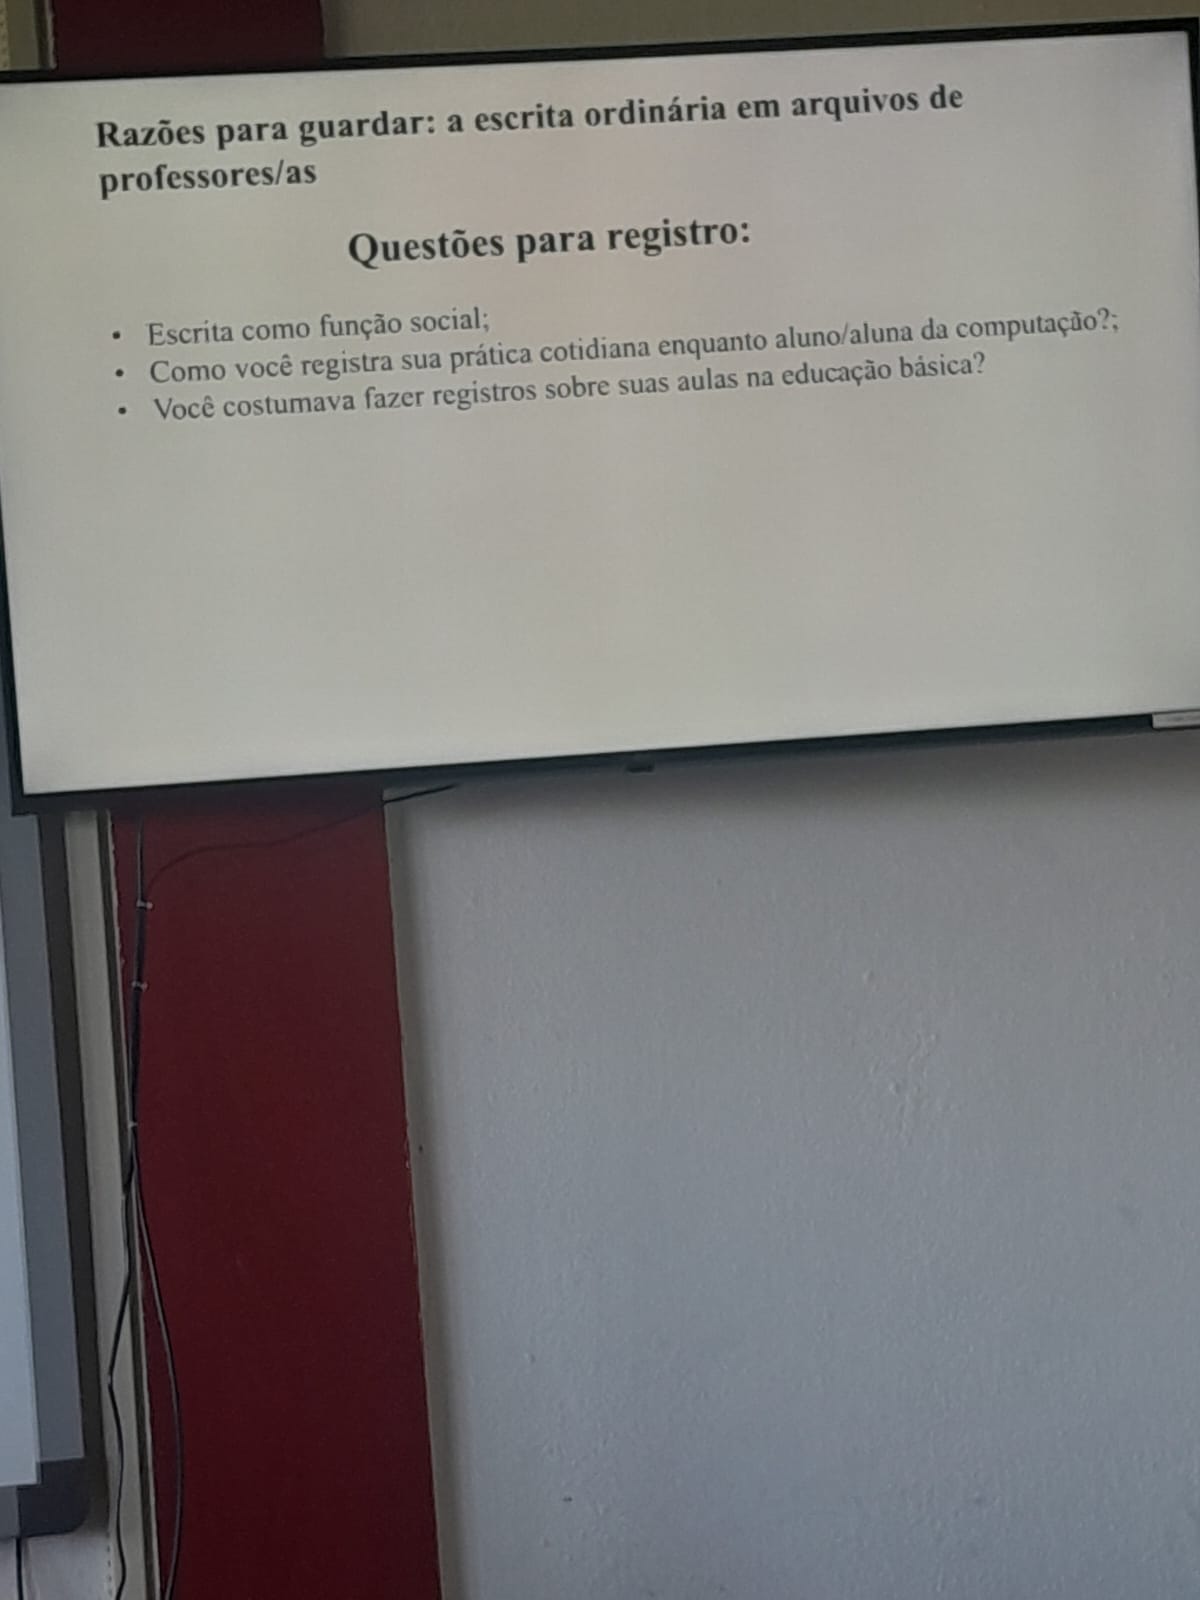 Razões para guardar: a escrita ordinária em arquivos de
professores/as
Questões para registro:
• Escrita como função social;
• Como você registra sua prática cotidiana enquanto aluno/aluna da computação?;
• Você costumava fazer registros sobre suas aulas na educação básica?